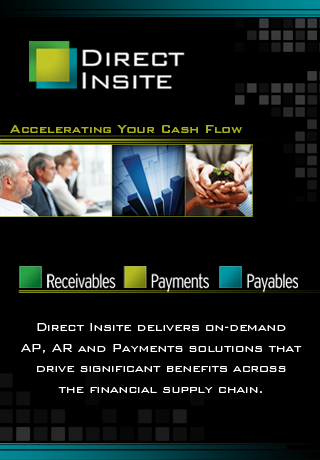 Direct
Insite
Accelerating Your Cash Flow
Receivables Payments Payables
Direct Insite delivers on-demand
AP, AR and Payments solutions that
drive significant benefits across
the financial supply chain.